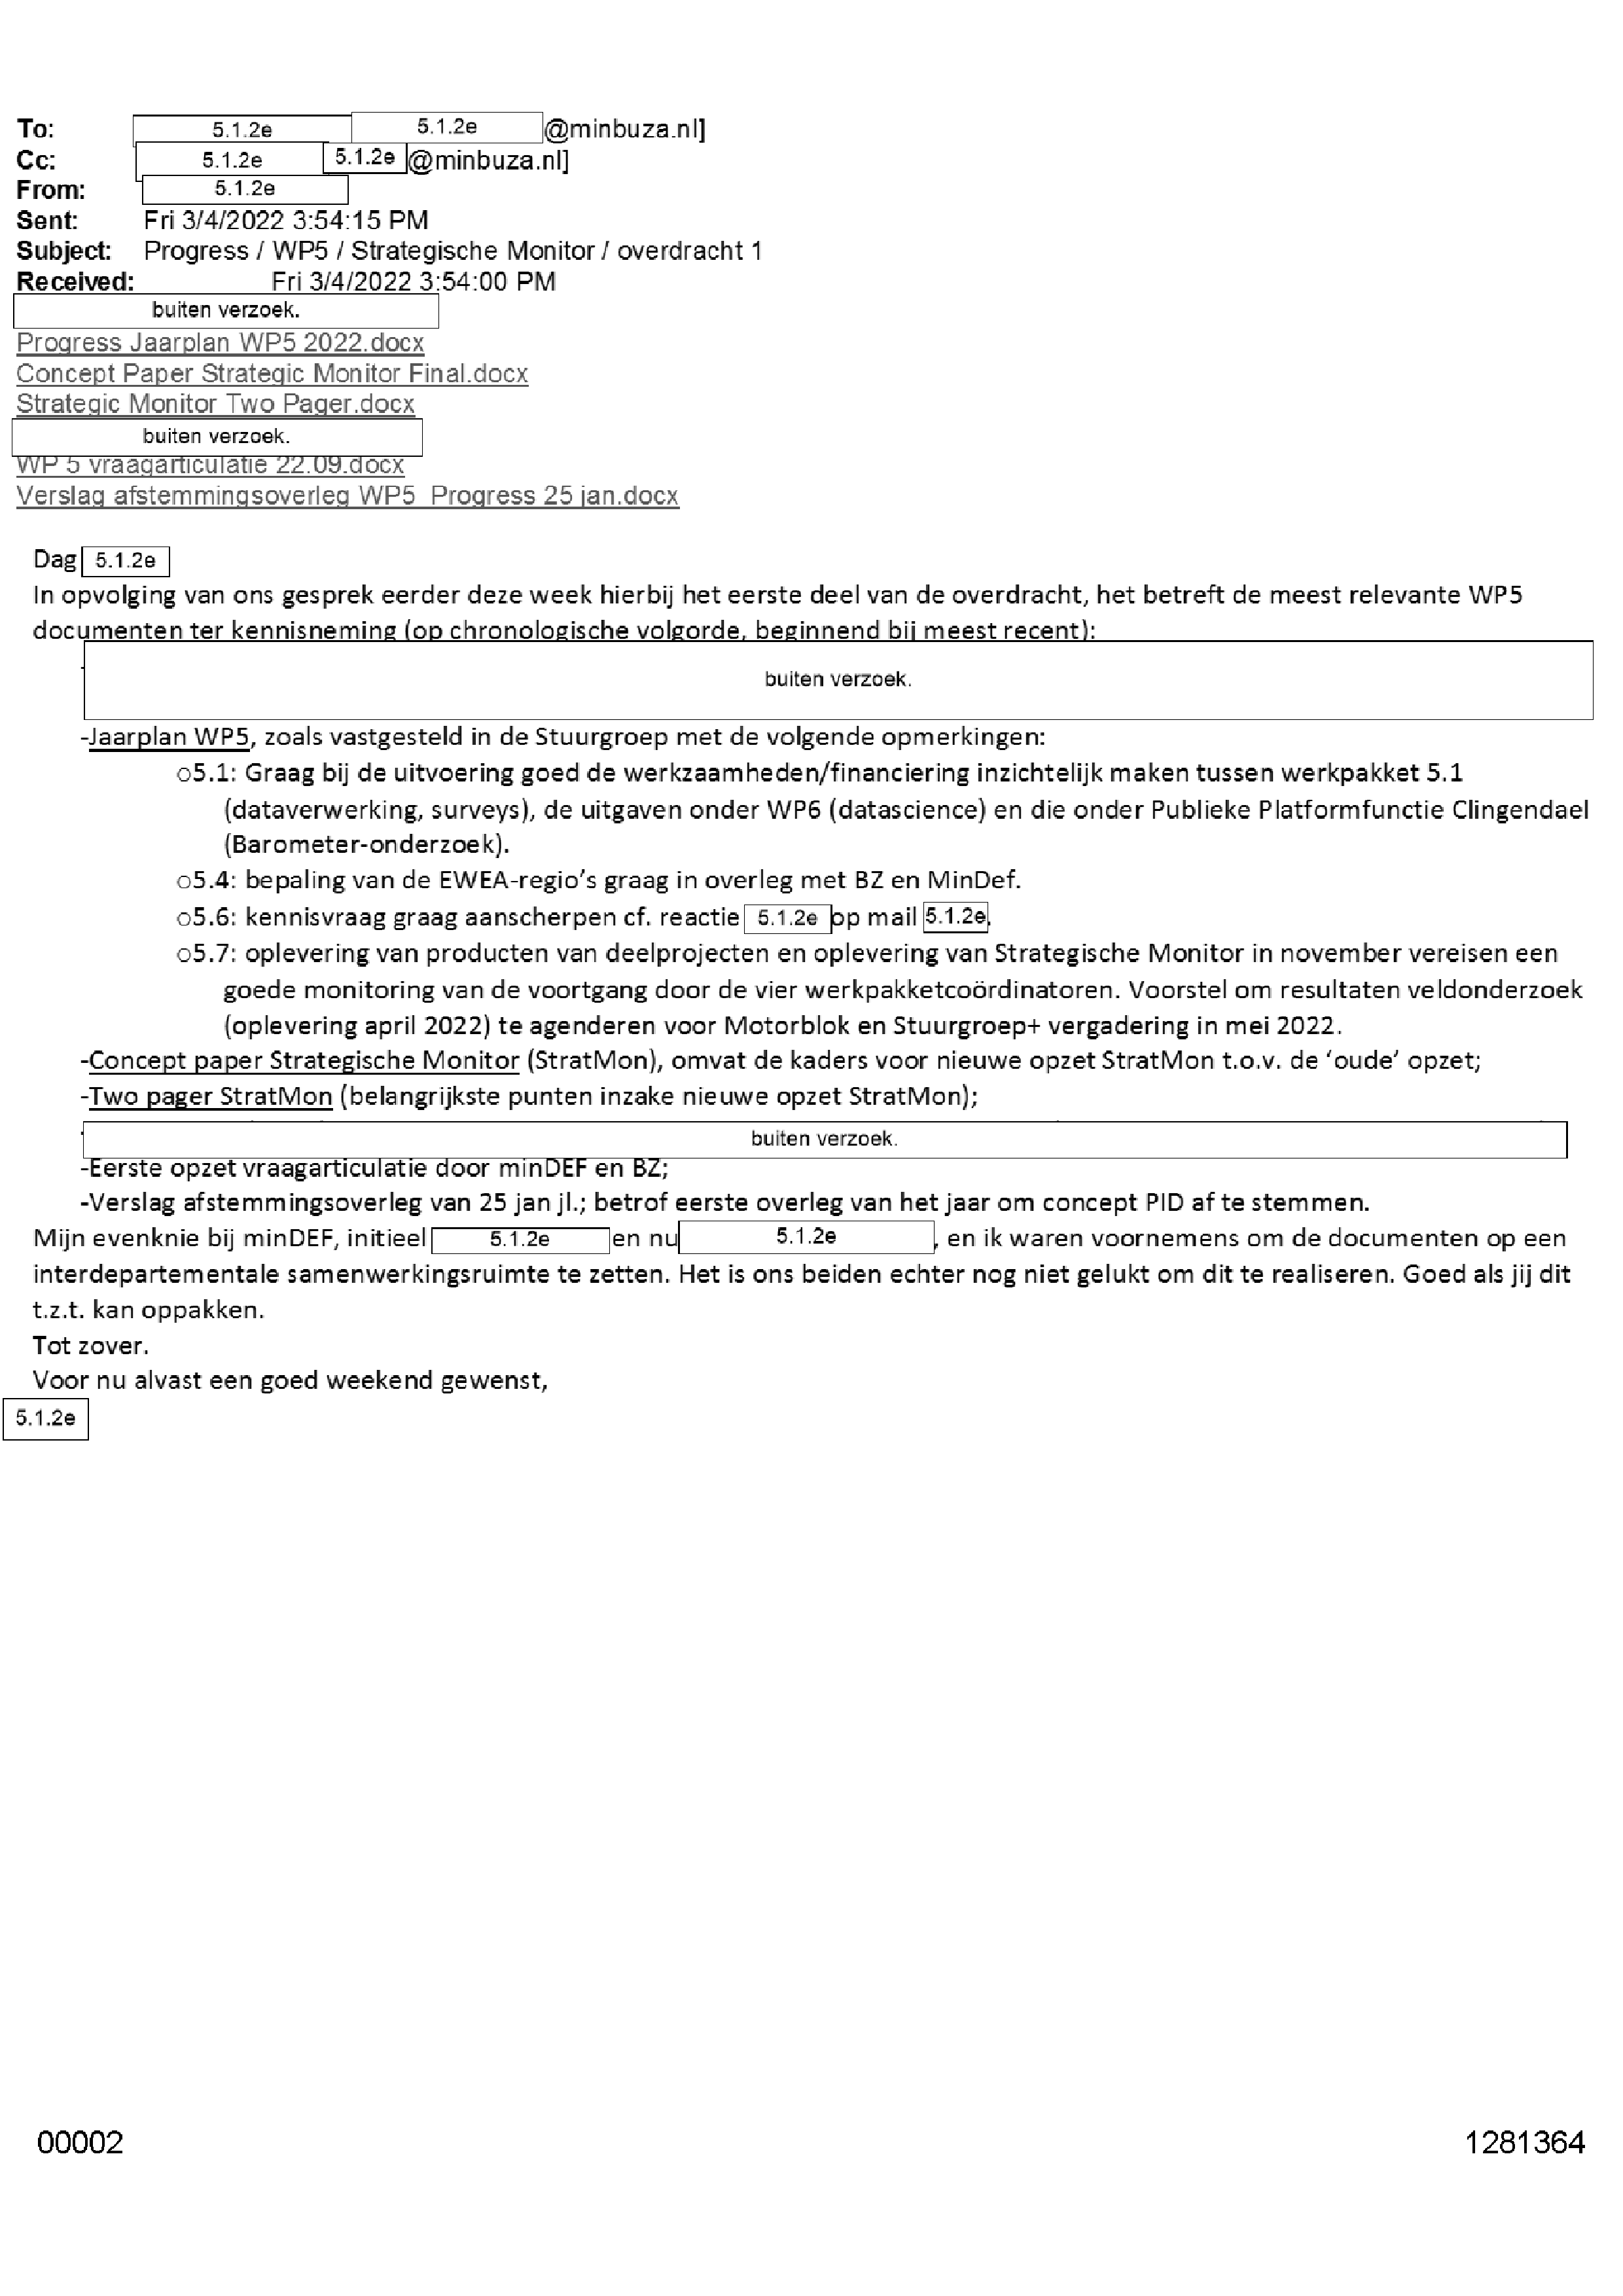 To: 5.1.2e 5.1.2e @minbuza.nl]
Cc: 5.1.2e 5.1.2e @minbuza.nl]
From: 5.1.2e
Sent: Fri 3/4/2022 3:54:15 PM
Subject: Progress / WP5 / Strategische Monitor / overdracht 1
Received: Fri 3/4/2022 3:54:00 PM
buiten verzoek.
Progress Jaarplan WP5 2022.docx
Concept Paper Strategic Monitor Final.docx
Strategic Monitor Two Pager.docx
buiten verzoek.
WP 5 vraagarticulatie 22.09.docx
Verslag afstemmingsoverleg WP5 Progress 25 jan.docx
Dag 5.1.2e
In opvolging van ons gesprek eerder deze week hierbij het eerste deel van de overdracht, het betreft de meest relevante WP5
documenten ter kennisneming (op chronologische volgorde, beginnend bij meest recent):
buiten verzoek.
-Jaarplan WP5, zoals vastgesteld in de Stuurgroep met de volgende opmerkingen:
o5.1: Graag bij de uitvoering goed de werkzaamheden/financiering inzichtelijk maken tussen werkpakket 5.1
(dataverwerking, surveys), de uitgaven onder WP6 (datascience) en die onder Publieke Platformfunctie Clingendael
(Barometer-onderzoek).
o5.4: bepaling van de EWEA-regio’s graag in overleg met BZ en MinDef.
o5.6: kennisvraag graag aanscherpen cf. reactie 5.1.2e op mail 5.1.2e.
o5.7: oplevering van producten van deelprojecten en oplevering van Strategische Monitor in november vereisen een
goede monitoring van de voortgang door de vier werkpakketcoördinatoren. Voorstel om resultaten veldonderzoek
(oplevering april 2022) te agenderen voor Motorblok en Stuurgroep+ vergadering in mei 2022.
-Concept paper Strategische Monitor (StratMon), omvat de kaders voor nieuwe opzet StratMon t.o.v. de ‘oude’ opzet;
-Two pager StratMon (belangrijkste punten inzake nieuwe opzet StratMon);
buiten verzoek.
-Eerste opzet vraagarticulatie door minDEF en BZ;
-Verslag afstemmingsoverleg van 25 jan jl.; betrof eerste overleg van het jaar om concept PID af te stemmen.
Mijn evenknie bij minDEF, initieel 5.1.2e en nu 5.1.2e , en ik waren voornemens om de documenten op een
interdepartementale samenwerkingsruimte te zetten. Het is ons beiden echter nog niet gelukt om dit te realiseren. Goed als jij dit
t.z.t. kan oppakken.
Tot zover.
Voor nu alvast een goed weekend gewenst,
5.1.2e
00002 1281364